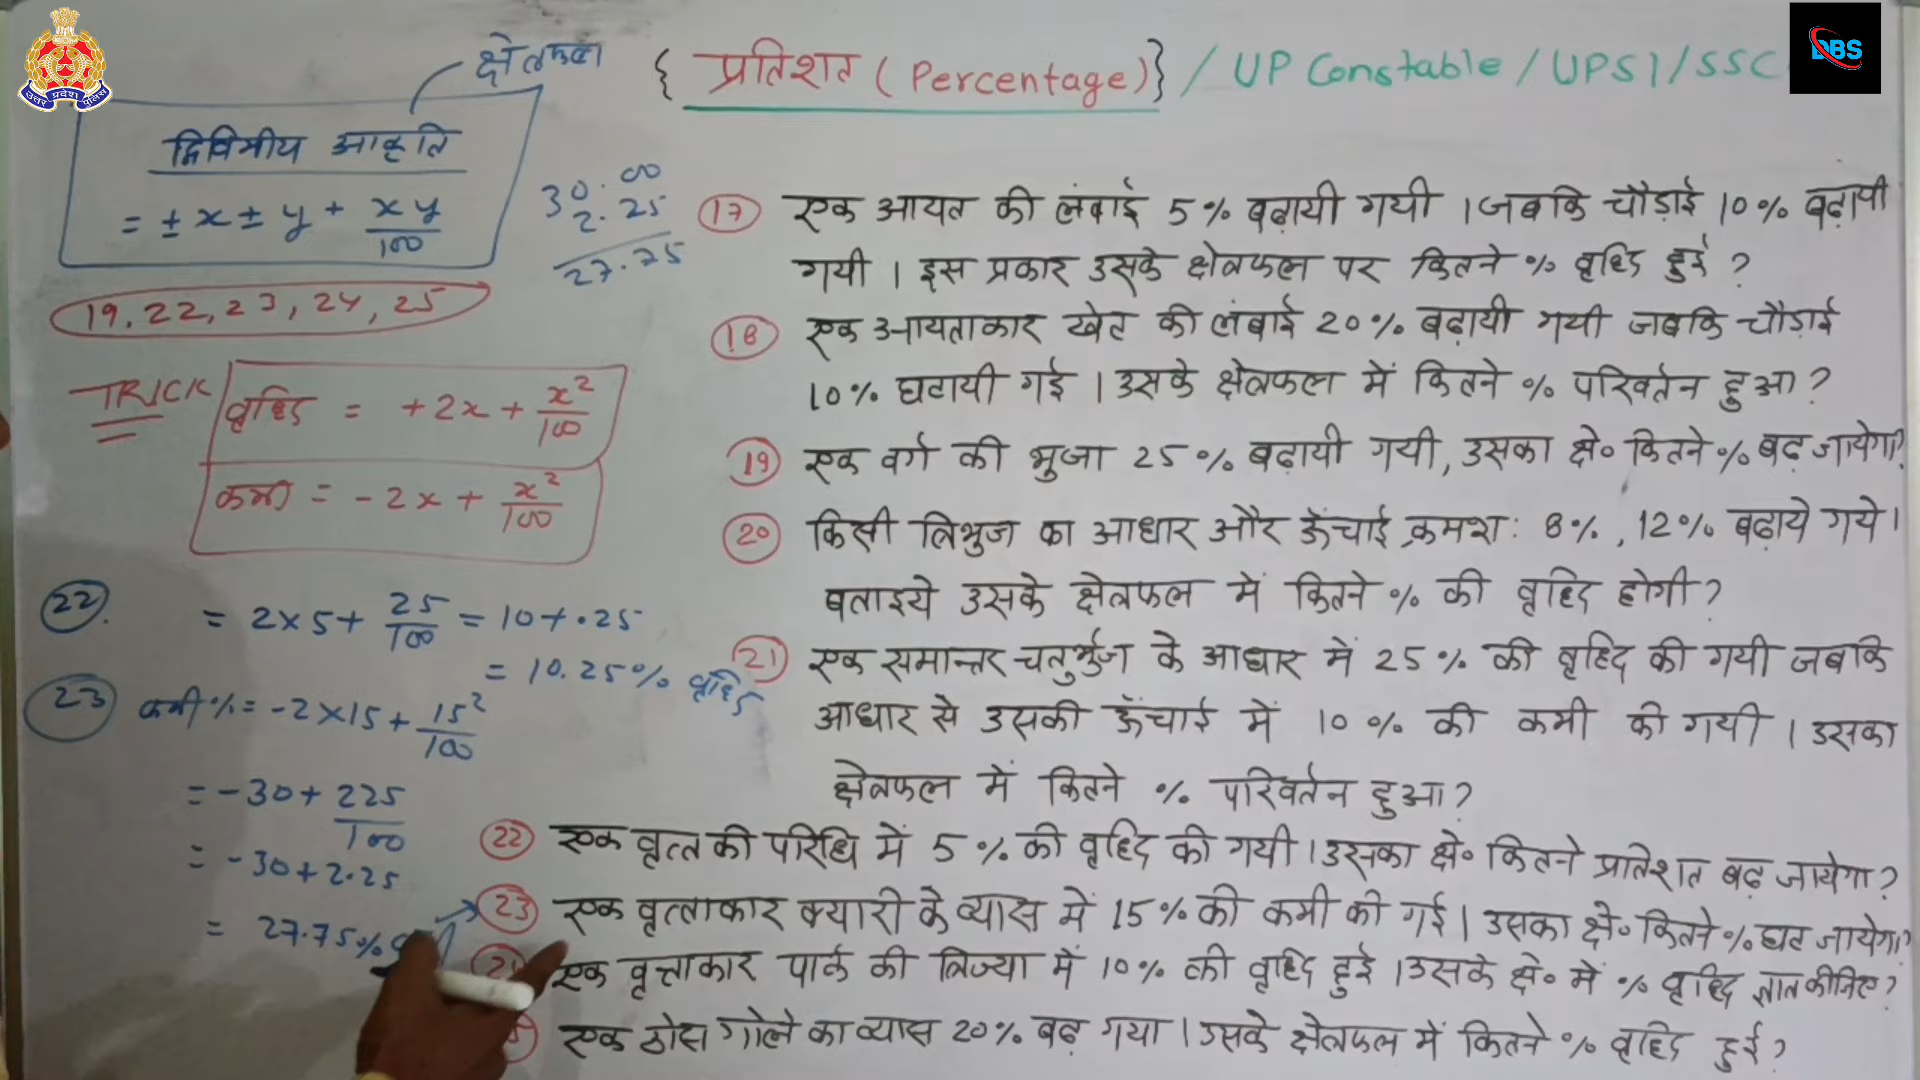 क्षेत्रफल
{ प्रतिशत (Percentage)} / UP Constable / UPSI / SSC
DBS
उत्तर प्रदेश पुलिस
द्विविमीय आकृति
= ± x ± y + xy/100
30.00
2.25
27.75
19, 22, 23, 24, 25
TRICK
वृद्धि = +2x + x²/100
कमी = -2x + x²/100
22. = 2×5 + 25/100 = 10 + .25
= 10.25% वृद्धि
23 कमी% = -2×15 + 15²/100
= -30 + 225/100
= -30 + 2.25
= 27.75%
17 एक आयत की लंबाई 5% बढ़ायी गयी । जबकि चौड़ाई 10% बढ़ायी
गयी । इस प्रकार उसके क्षेत्रफल पर कितने % वृद्धि हुई ?
18 एक आयताकार खेत की लंबाई 20% बढ़ायी गयी जबकि चौड़ाई
10% घटायी गई । उसके क्षेत्रफल में कितने % परिवर्तन हुआ ?
19 एक वर्ग की भुजा 25% बढ़ायी गयी, उसका क्षे० कितने % बढ़ जायेगा?
20 किसी त्रिभुज का आधार और ऊँचाई क्रमश: 8%, 12% बढ़ाये गये ।
बताइये उसके क्षेत्रफल में कितने % की वृद्धि होगी ?
21 एक समान्तर चतुर्भुज के आधार में 25% की वृद्धि की गयी जबकि
आधार से उसकी ऊँचाई में 10% की कमी की गयी । उसका
क्षेत्रफल में कितने % परिवर्तन हुआ ?
22 एक वृत्त की परिधि में 5% की वृद्धि की गयी । उसका क्षे० कितने प्रतिशत बढ़ जायेगा ?
23 एक वृत्ताकार क्यारी के व्यास में 15% की कमी की गई । उसका क्षे० कितने % घट जायेगा?
एक वृत्ताकार पार्क की त्रिज्या में 10% की वृद्धि हुई । उसके क्षे० में % वृद्धि ज्ञात कीजिए ?
एक ठोस गोले का व्यास 20% बढ़ गया । उसके क्षेत्रफल में कितने % वृद्धि हुई ?